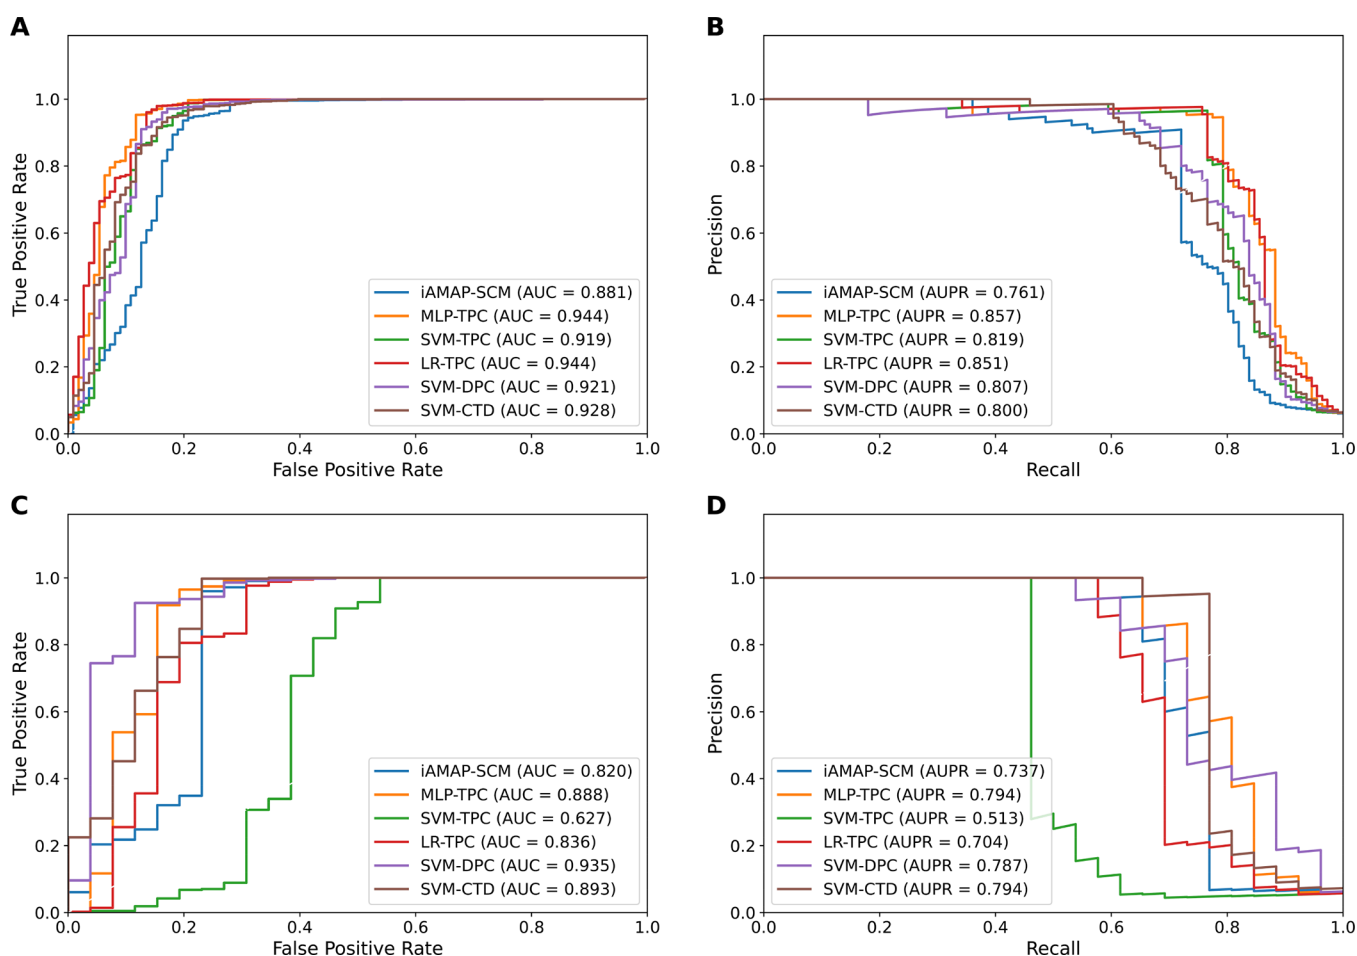 A
True Positive Rate
1.0
0.8
0.6
0.4
0.2
0.0
iAMAP-SCM (AUC = 0.881)
MLP-TPC (AUC = 0.944)
SVM-TPC (AUC = 0.919)
LR-TPC (AUC = 0.944)
SVM-DPC (AUC = 0.921)
SVM-CTD (AUC = 0.928)
0.0 0.2 0.4 0.6 0.8 1.0
False Positive Rate
B
Precision
1.0
0.8
0.6
0.4
0.2
0.0
iAMAP-SCM (AUPR = 0.761)
MLP-TPC (AUPR = 0.857)
SVM-TPC (AUPR = 0.819)
LR-TPC (AUPR = 0.851)
SVM-DPC (AUPR = 0.807)
SVM-CTD (AUPR = 0.800)
0.0 0.2 0.4 0.6 0.8 1.0
Recall
C
True Positive Rate
1.0
0.8
0.6
0.4
0.2
0.0
iAMAP-SCM (AUC = 0.820)
MLP-TPC (AUC = 0.888)
SVM-TPC (AUC = 0.627)
LR-TPC (AUC = 0.836)
SVM-DPC (AUC = 0.935)
SVM-CTD (AUC = 0.893)
0.0 0.2 0.4 0.6 0.8 1.0
False Positive Rate
D
Precision
1.0
0.8
0.6
0.4
0.2
0.0
iAMAP-SCM (AUPR = 0.737)
MLP-TPC (AUPR = 0.794)
SVM-TPC (AUPR = 0.513)
LR-TPC (AUPR = 0.704)
SVM-DPC (AUPR = 0.787)
SVM-CTD (AUPR = 0.794)
0.0 0.2 0.4 0.6 0.8 1.0
Recall